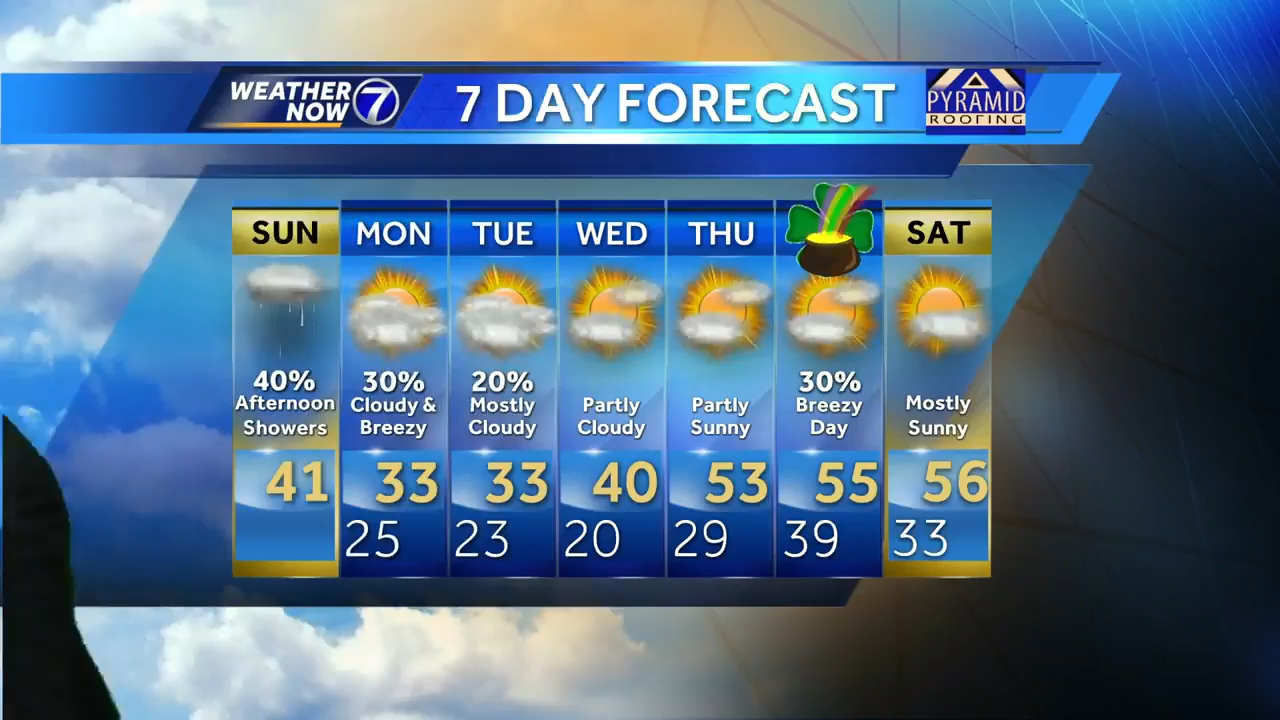 WEATHER
NOW 7
7 DAY FORECAST
PYRAMID
ROOFING
SUN
MON
TUE
WED
THU
SAT
40%
Afternoon
Showers
30%
Cloudy &
Breezy
20%
Mostly
Cloudy
Partly
Cloudy
Partly
Sunny
30%
Breezy
Day
Mostly
Sunny
41
33
33
40
53
55
56
25
23
20
29
39
33